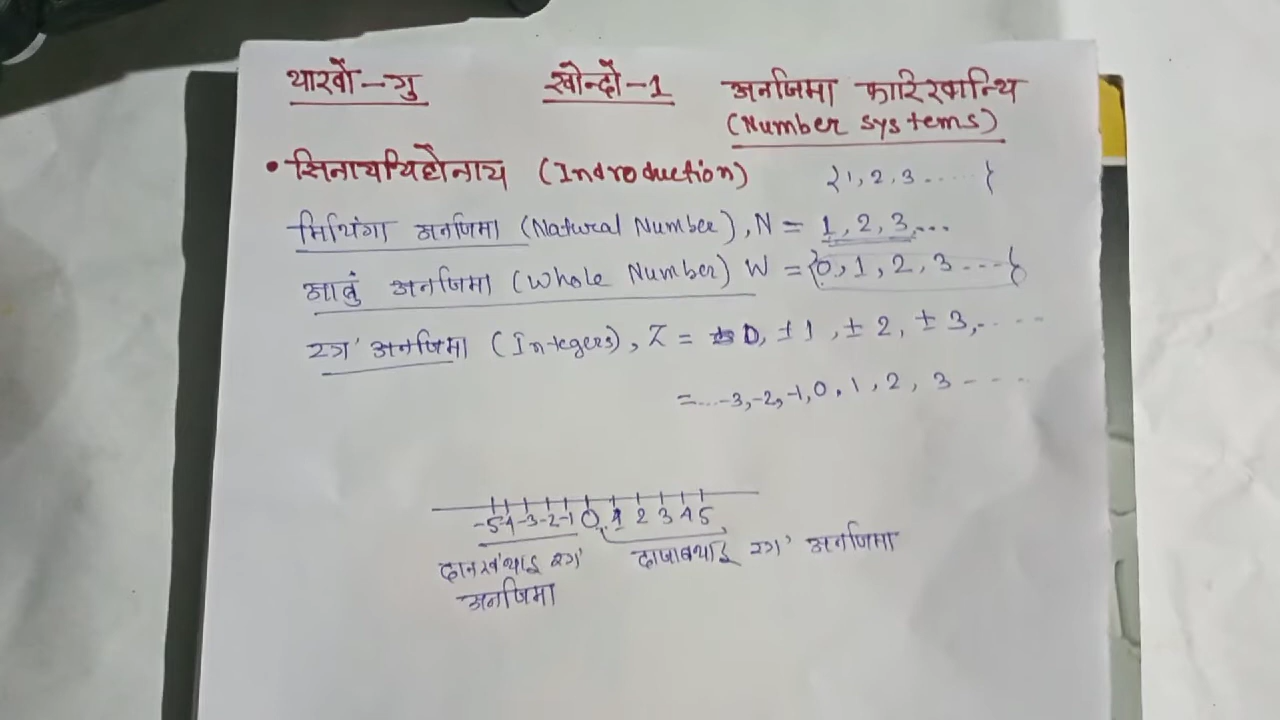 थाखो-गु खोन्दो-1 अनजिमा कारिखान्थि
(Number systems)
• सिनायथिहोनाय (Indroduction) {1, 2, 3 ..... }
मिथिंगा अनजिमा (Natural Number), N = 1, 2, 3, ...
आबुं अनजिमा (Whole Number) W = {0, 1, 2, 3 ....}
रग' अनजिमा (Integers), Z = 0, ±1, ±2, ±3, .....
= ...-3, -2, -1, 0, 1, 2, 3 ....
-5 -4 -3 -2 -1 0 1 2 3 4 5
दानख'थाइ रग' दाजाबथाइ रग' अनजिमा
अनजिमा